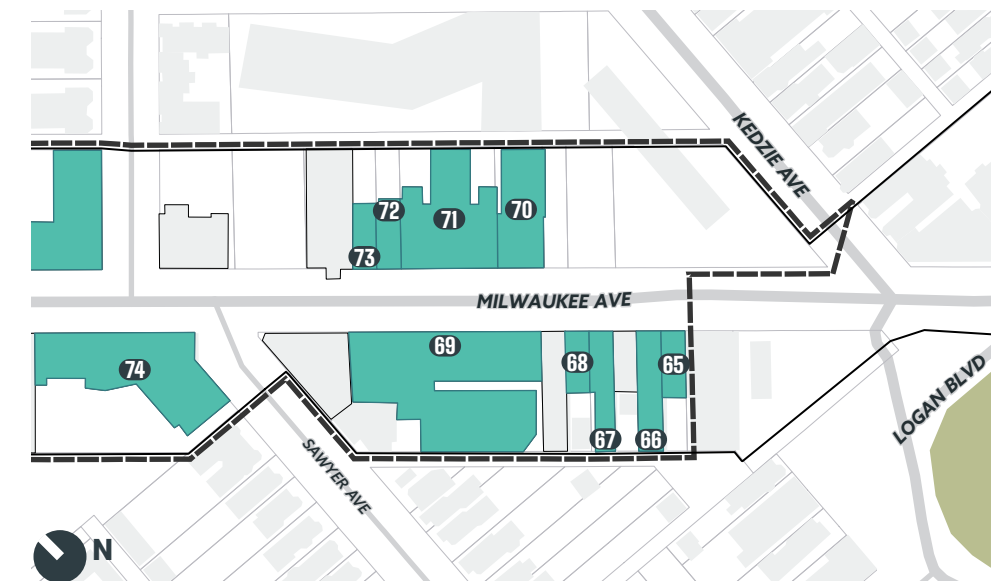 KEDZIE AVE
72
71
70
73
MILWAUKEE AVE
69
68
65
74
67
66
LOGAN BLVD
SAWYER AVE
N